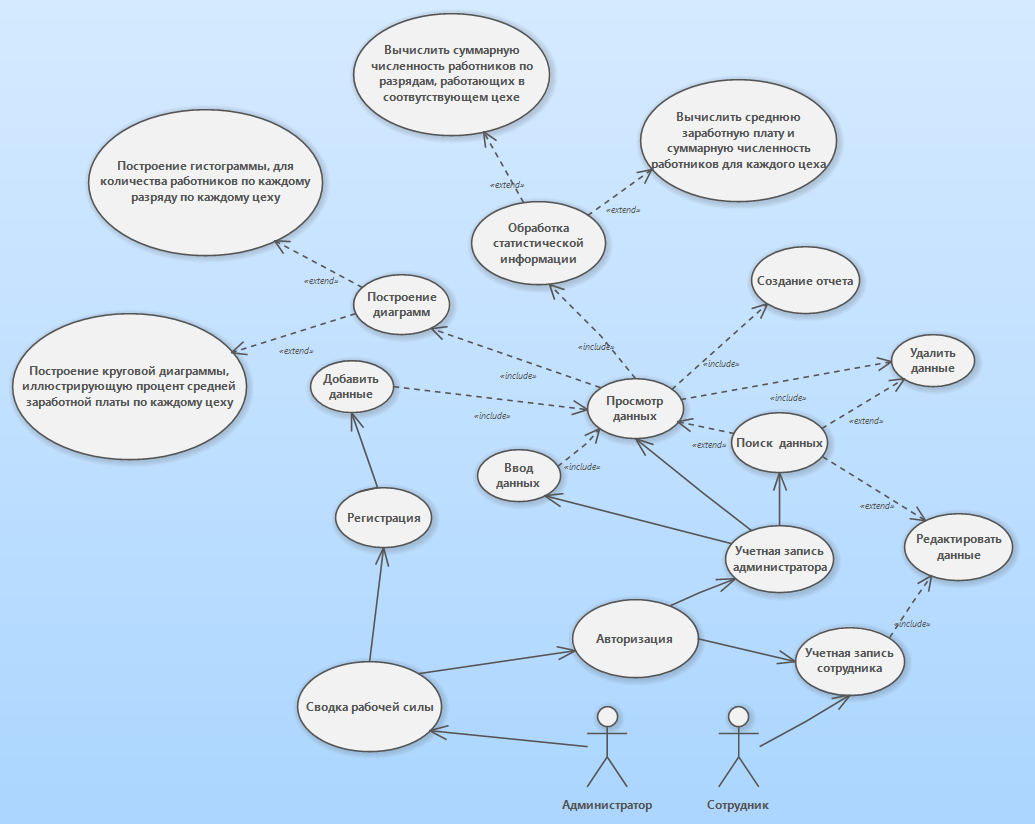 Вычислить суммарную
численность работников по
разрядам, работающих в
соотвутствующем цехе
Вычислить среднюю
заработную плату и
суммарную численность
работников для каждого цеха
Построение гистограммы, для
количества работников по каждому
разряду по каждому цеху
«extend»
«extend»
Обработка
статистической
информации
«extend»
Создание отчета
Построение
диаграмм
«extend»
«include»
Удалить
данные
Построение круговой диаграммы,
иллюстрирующую процент средней
заработной платы по каждому цеху
Добавить
данные
«include»
«include»
«include»
«include»
Просмотр
данных
«extend»
«extend»
Поиск данных
Ввод
данных
«include»
«extend»
Регистрация
Редактировать
данные
Учетная запись
администратора
«include»
Авторизация
Учетная запись
сотрудника
Сводка рабочей силы
Администратор
Сотрудник